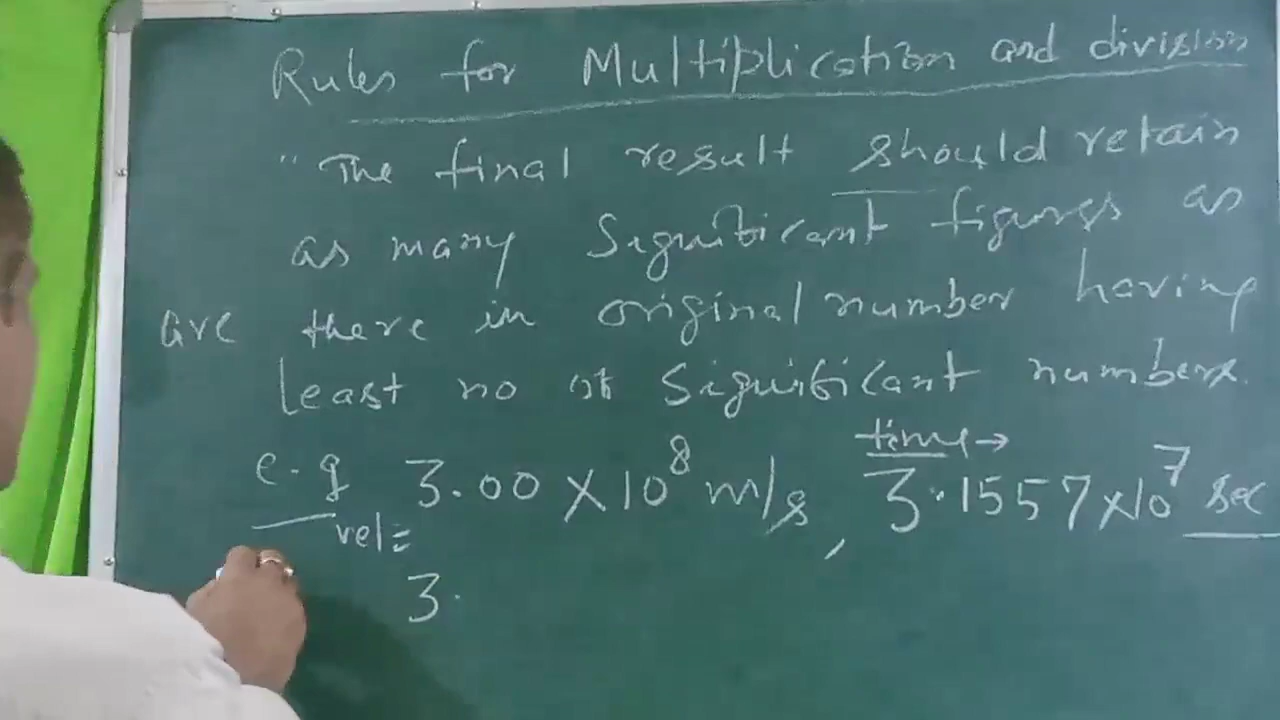 Rules for Multiplication and division
"The final result should retain
as many Significant figures as
are there in original number having
least no of Significant numbers.
time →
e.g 3.00 × 10⁸ m/s, 3.1557 × 10⁷ sec
vel =
3.